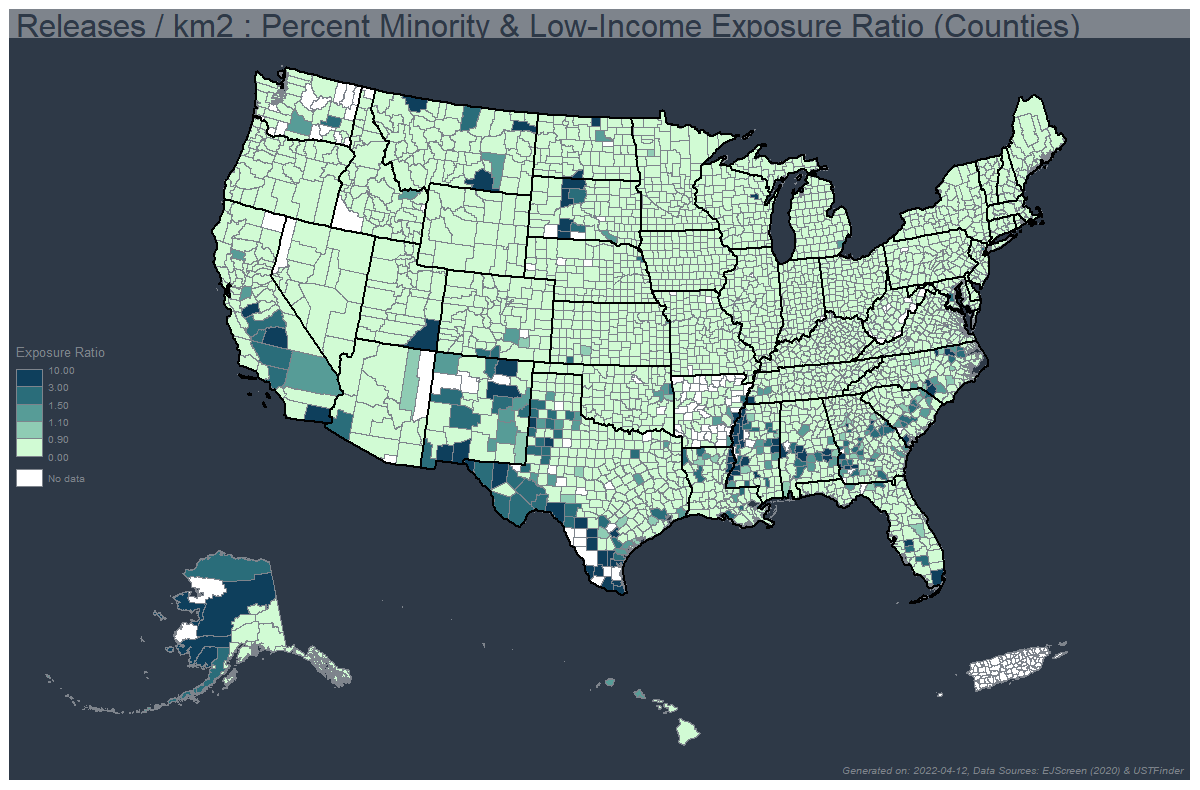 Releases / km2 : Percent Minority & Low-Income Exposure Ratio (Counties)
Exposure Ratio
10.00
3.00
1.50
1.10
0.90
0.00
No data
Generated on: 2022-04-12, Data Sources: EJScreen (2020) & USTFinder